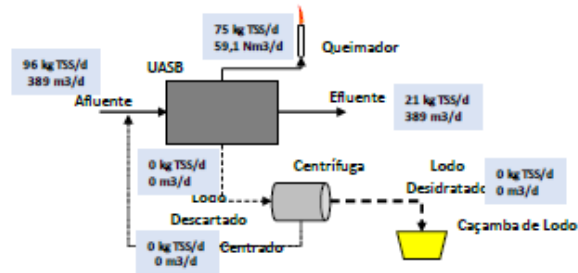 75 kg TSS/d
59,1 Nm3/d
Queimador
96 kg TSS/d
389 m3/d
UASB
Afluente
Efluente
21 kg TSS/d
389 m3/d
0 kg TSS/d
0 m3/d
Lodo
Descartado
Centrífuga
Lodo
Desidratado
0 kg TSS/d
0 m3/d
Caçamba de Lodo
0 kg TSS/d
0 m3/d
Centrado